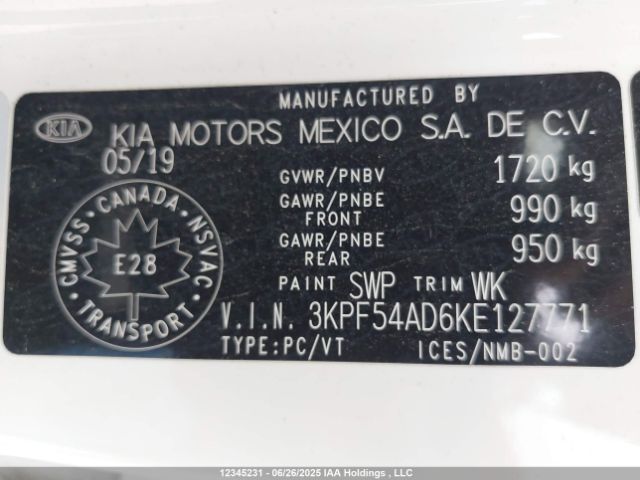 MANUFACTURED BY
KIA KIA MOTORS MEXICO S.A. DE C.V.
05/19
GVWR/PNBV 1720 kg
GAWR/PNBE FRONT 990 kg
GAWR/PNBE REAR 950 kg
CMVSS · CANADA · NSVAC · TRANSPORT ·
E28
PAINT SWP TRIM WK
V.I.N. 3KPF54AD6KE127771
TYPE:PC/VT ICES/NMB-002
12345231 - 06/26/2025 IAA Holdings , LLC